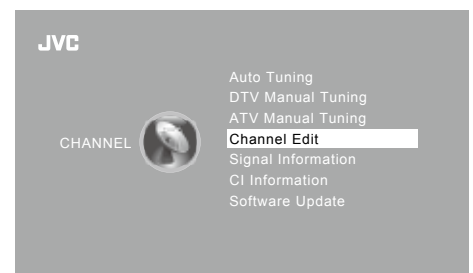 JVC
CHANNEL
Auto Tuning
DTV Manual Tuning
ATV Manual Tuning
Channel Edit
Signal Information
CI Information
Software Update